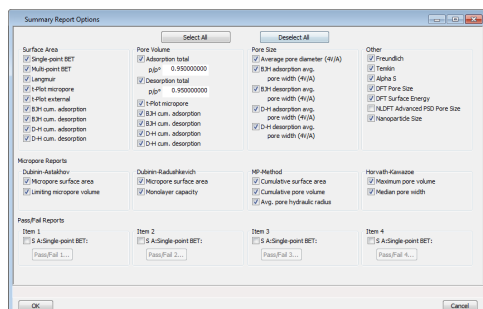 Summary Report Options
Select All
Deselect All
Surface Area
Single-point BET
Multi-point BET
Langmuir
t-Plot micropore
t-Plot external
BJH cum. adsorption
BJH cum. desorption
D-H cum. adsorption
D-H cum. desorption
Pore Volume
Adsorption total
p/p° 0.950000000
Desorption total
p/p° 0.950000000
t-Plot micropore
BJH cum. adsorption
BJH cum. desorption
D-H cum. adsorption
D-H cum. desorption
Pore Size
Average pore diameter (4V/A)
BJH adsorption avg.
pore width (4V/A)
BJH desorption avg.
pore width (4V/A)
D-H adsorption avg.
pore width (4V/A)
D-H desorption avg.
pore width (4V/A)
Other
Freundlich
Temkin
Alpha S
DFT Pore Size
DFT Surface Energy
NLDFT Advanced PSD Pore Size
Nanoparticle Size
Micropore Reports
Dubinin-Astakhov
Micropore surface area
Limiting micropore volume
Dubinin-Radushkevich
Micropore surface area
Monolayer capacity
MP-Method
Cumulative surface area
Cumulative pore volume
Avg. pore hydraulic radius
Horvath-Kawazoe
Maximum pore volume
Median pore width
Pass/Fail Reports
Item 1
S A:Single-point BET:
Pass/Fail 1...
Item 2
S A:Single-point BET:
Pass/Fail 2...
Item 3
S A:Single-point BET:
Pass/Fail 3...
Item 4
S A:Single-point BET:
Pass/Fail 4...
OK
Cancel